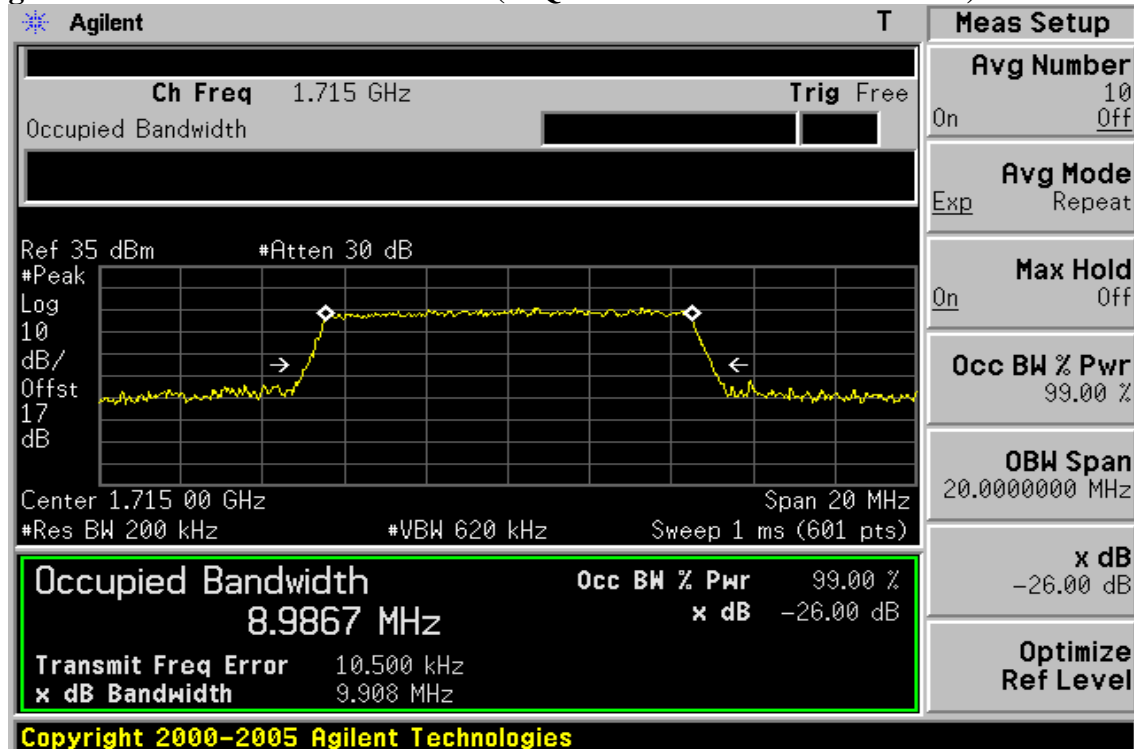 Agilent T
Ch Freq 1.715 GHz Trig Free
Occupied Bandwidth
Ref 35 dBm #Atten 30 dB
#Peak
Log
10
dB/
Offst
17
dB
Center 1.715 00 GHz Span 20 MHz
#Res BW 200 kHz #VBW 620 kHz Sweep 1 ms (601 pts)
Occupied Bandwidth
8.9867 MHz
Occ BW % Pwr 99.00 %
x dB -26.00 dB
Transmit Freq Error 10.500 kHz
x dB Bandwidth 9.908 MHz
Copyright 2000-2005 Agilent Technologies
Meas Setup
Avg Number
10
On Off
Avg Mode
Exp Repeat
Max Hold
On Off
Occ BW % Pwr
99.00 %
OBW Span
20.0000000 MHz
x dB
-26.00 dB
Optimize
Ref Level